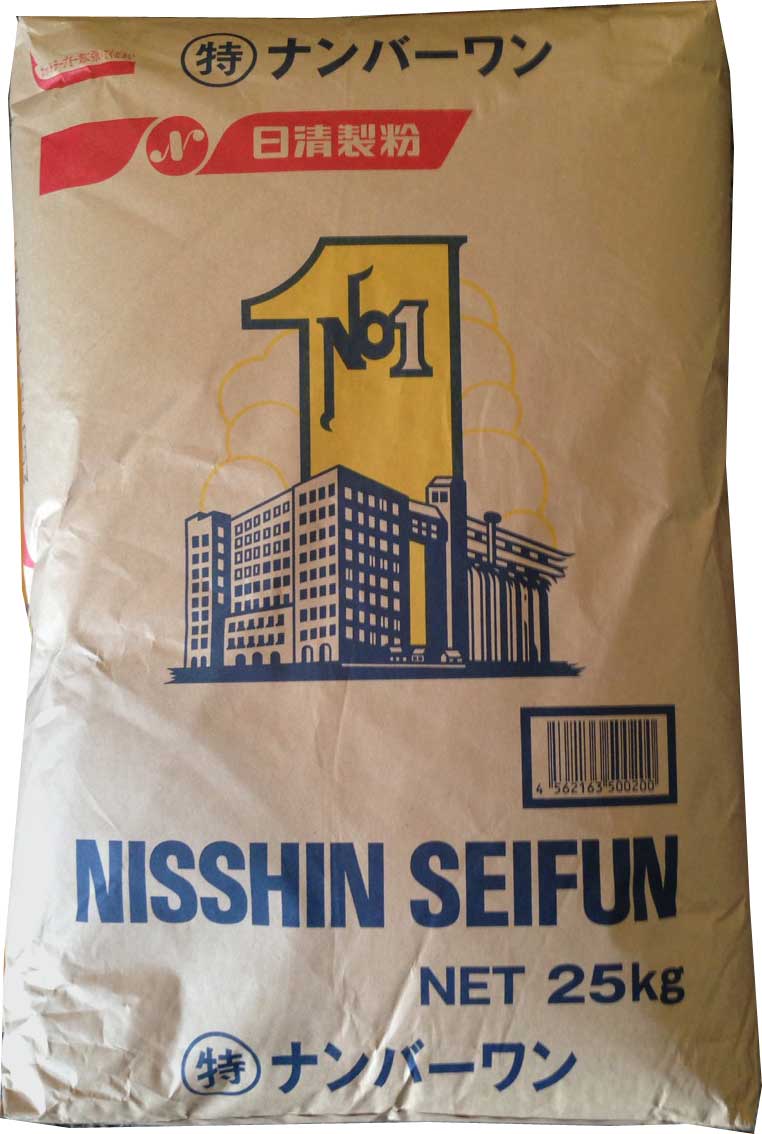 ㊕ナンバーワン
N 日清製粉
No1
4 562163 500200
NISSHIN SEIFUN
NET 25kg
㊕ナンバーワン